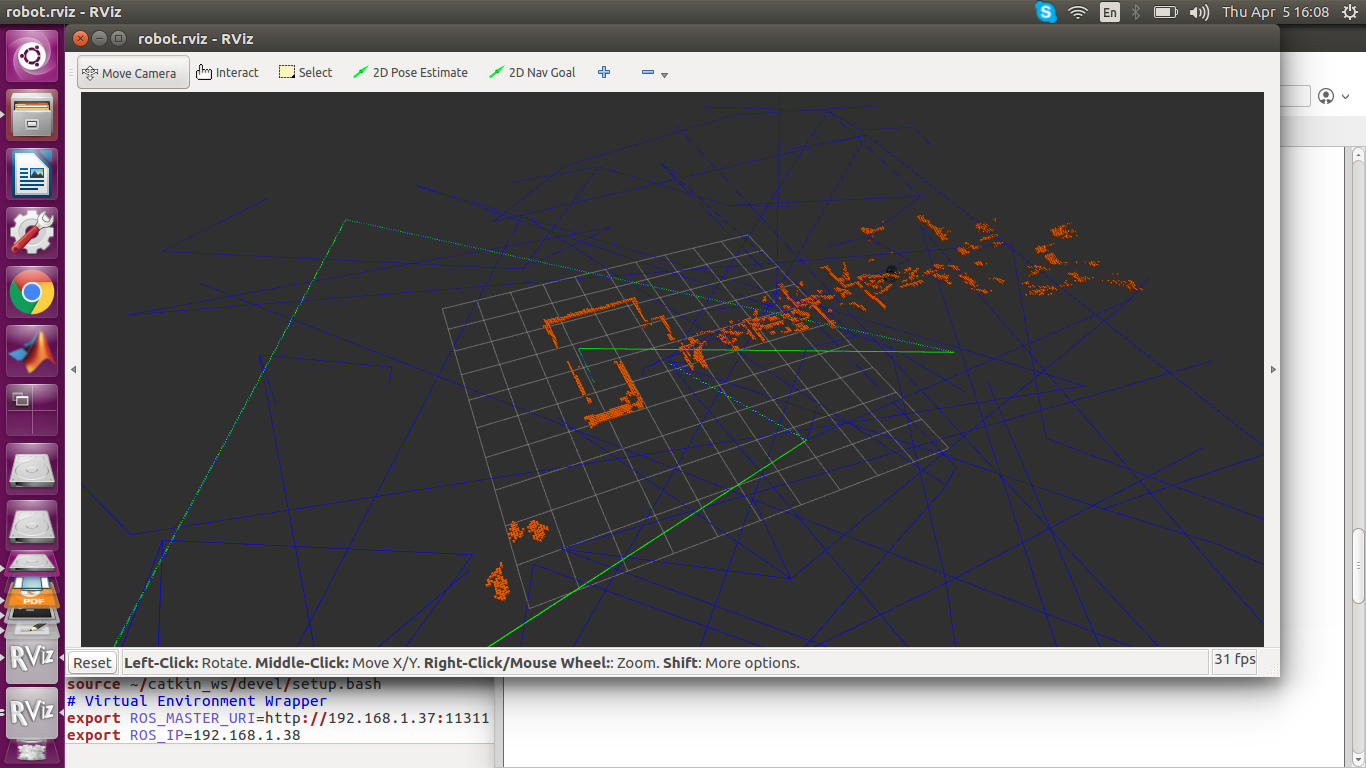 robot.rviz - RViz
En
Thu Apr 5 16:08
robot.rviz - RViz
Move Camera
Interact
Select
2D Pose Estimate
2D Nav Goal
PDF
RViz
RViz
Reset
Left-Click: Rotate. Middle-Click: Move X/Y. Right-Click/Mouse Wheel:: Zoom. Shift: More options.
31 fps
source ~/catkin_ws/devel/setup.bash
# Virtual Environment Wrapper
export ROS_MASTER_URI=http://192.168.1.37:11311
export ROS_IP=192.168.1.38